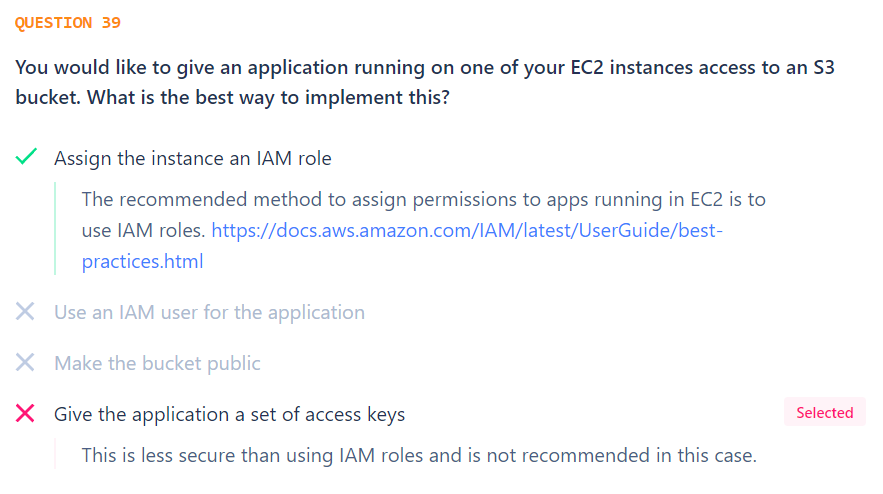 QUESTION 39
You would like to give an application running on one of your EC2 instances access to an S3
bucket. What is the best way to implement this?
Assign the instance an IAM role
The recommended method to assign permissions to apps running in EC2 is to
use IAM roles. https://docs.aws.amazon.com/IAM/latest/UserGuide/best-
practices.html
Use an IAM user for the application
Make the bucket public
Give the application a set of access keys
Selected
This is less secure than using IAM roles and is not recommended in this case.